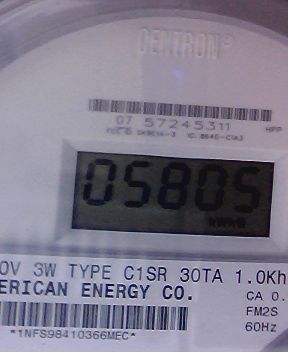 CENTRON®
07 57245311
05805
0V 3W TYPE C1SR 30TA 1.0Kh
ERICAN ENERGY CO.
CA 0.
FM2S
*1NFS98410366MEC*
60Hz